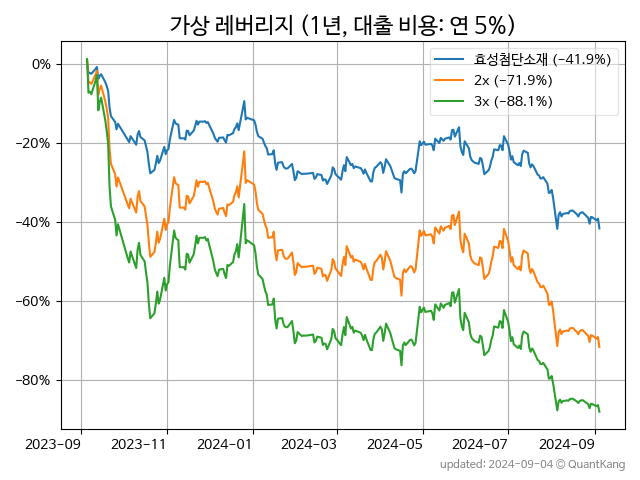 가상 레버리지 (1년, 대출 비용: 연 5%)
효성첨단소재 (−41.9%)
2x (−71.9%)
3x (−88.1%)
0%
−20%
−40%
−60%
−80%
2023-09 2023-11 2024-01 2024-03 2024-05 2024-07 2024-09
updated: 2024-09-04 © QuantKang